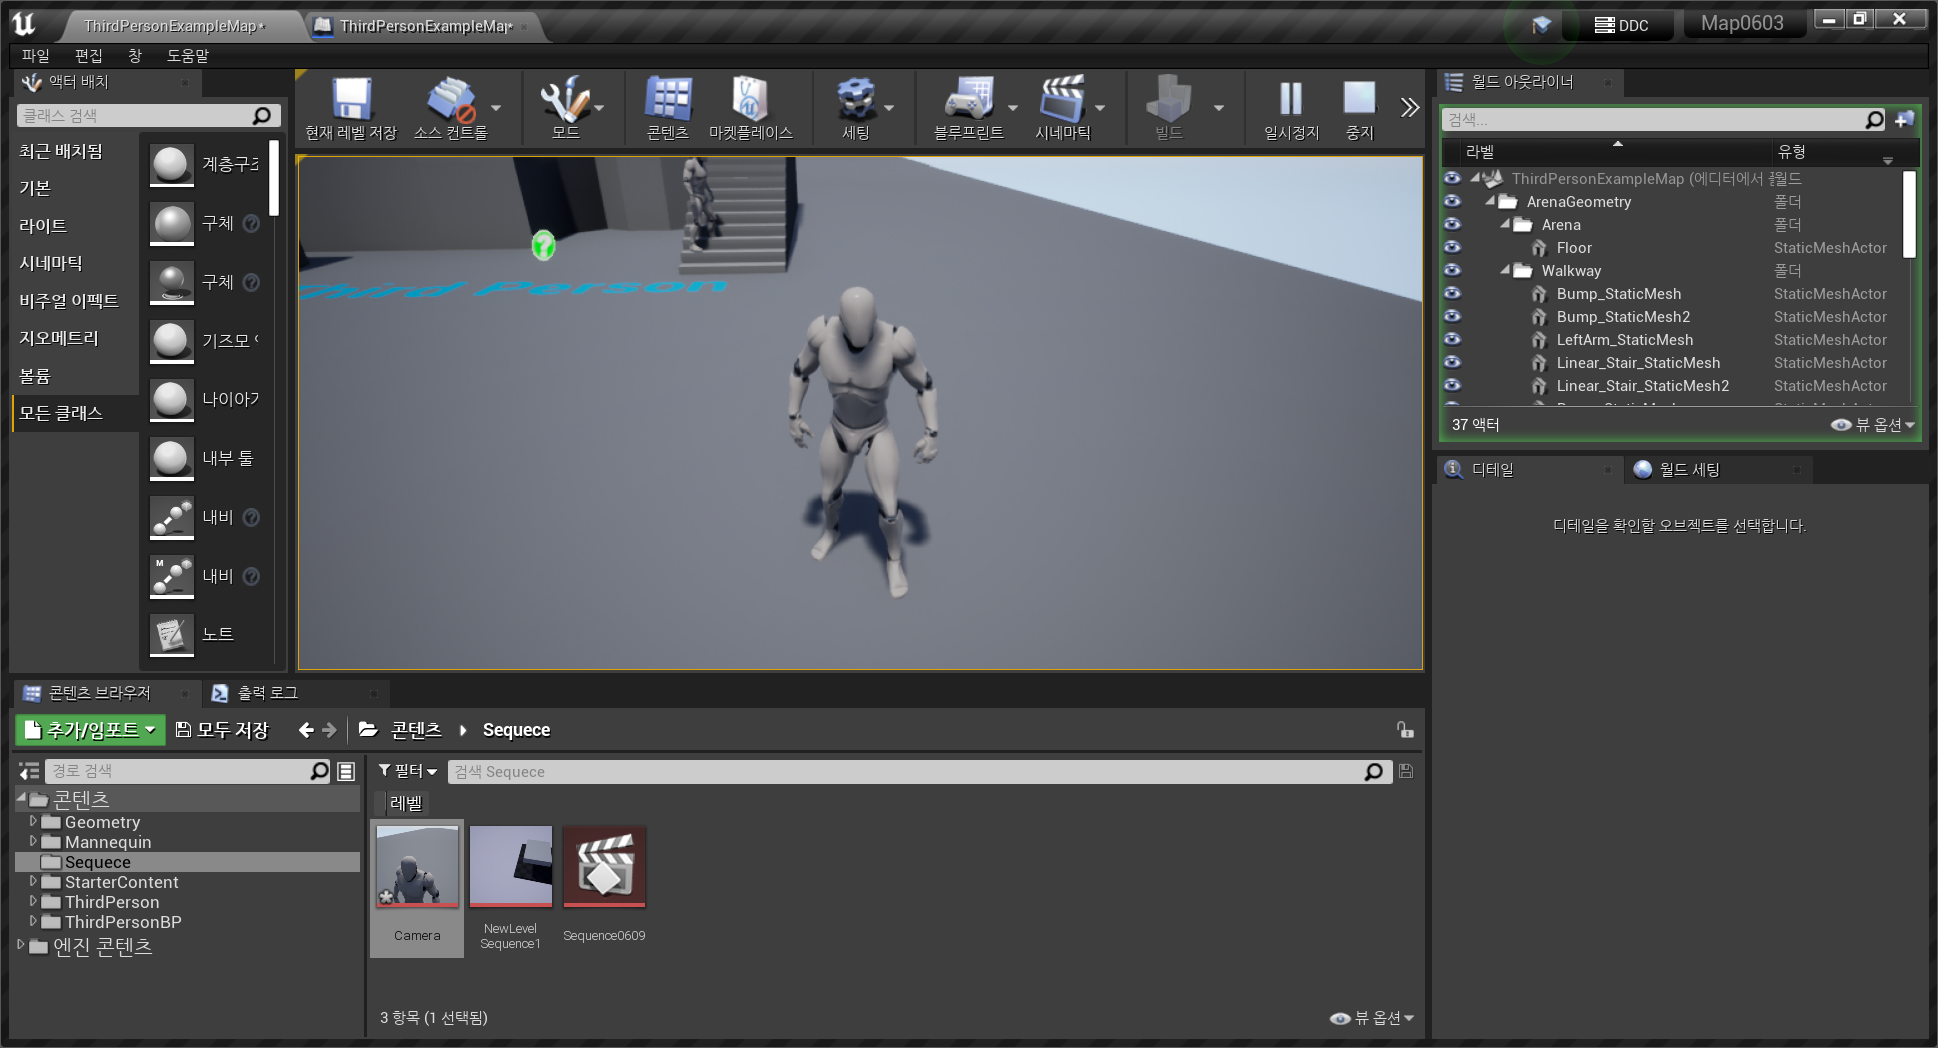 ThirdPersonExampleMap*
ThirdPersonExampleMap*
DDC
Map0603
파일 편집 창 도움말
액터 배치
클래스 검색
최근 배치됨
기본
라이트
시네마틱
비주얼 이펙트
지오메트리
볼륨
모든 클래스
계층구조
구체
구체
기즈모
나이아가
내부 툴
내비
M
내비
노트
현재 레벨 저장
소스 컨트롤
모드
콘텐츠
마켓플레이스
세팅
블루프린트
시네마틱
빌드
일시정지
중지
Third Person
월드 아웃라이너
검색...
라벨 유형
ThirdPersonExampleMap (에디터에서 월드
ArenaGeometry 폴더
Arena 폴더
Floor StaticMeshActor
Walkway 폴더
Bump_StaticMesh StaticMeshActor
Bump_StaticMesh2 StaticMeshActor
LeftArm_StaticMesh StaticMeshActor
Linear_Stair_StaticMesh StaticMeshActor
Linear_Stair_StaticMesh2 StaticMeshActor
37 액터
뷰 옵션
디테일
월드 세팅
디테일을 확인할 오브젝트를 선택합니다.
콘텐츠 브라우저
출력 로그
추가/임포트
모두 저장
콘텐츠
Sequece
경로 검색
콘텐츠
Geometry
Mannequin
Sequece
StarterContent
ThirdPerson
ThirdPersonBP
엔진 콘텐츠
필터
검색 Sequece
레벨
Camera
NewLevel
Sequence1
Sequence0609
3 항목 (1 선택됨)
뷰 옵션